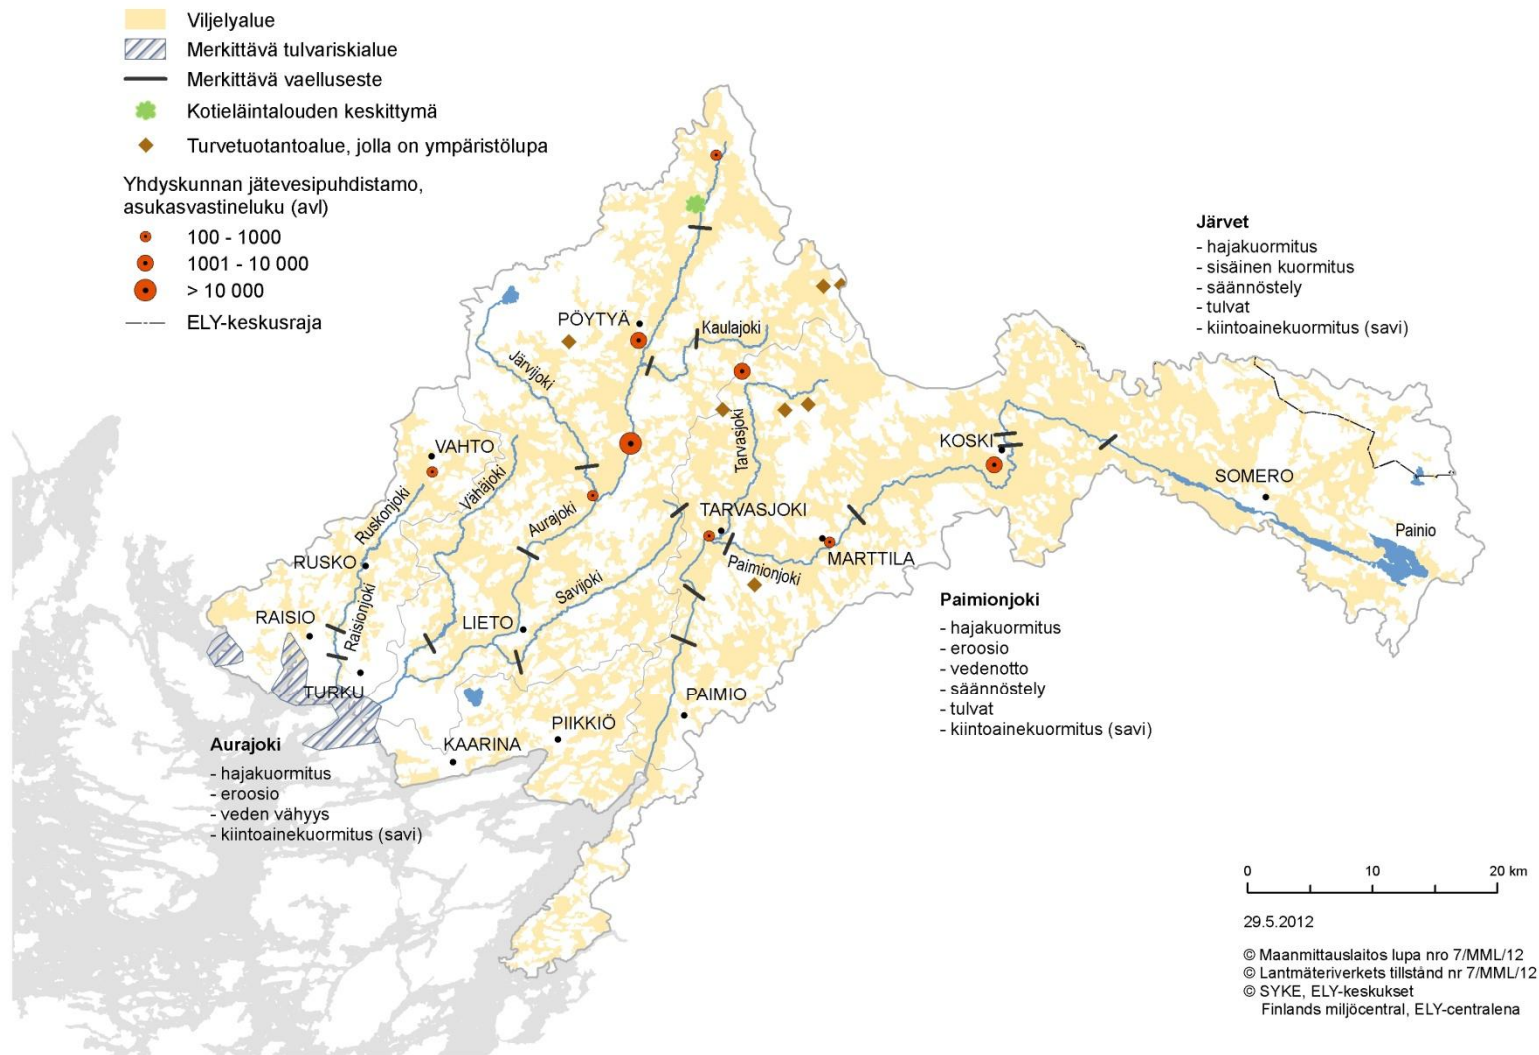 Viljelyalue
Merkittävä tulvariskialue
Merkittävä vaelluseste
Kotieläintalouden keskittymä
Turvetuotantoalue, jolla on ympäristölupa
Yhdyskunnan jätevesipuhdistamo,
asukasvastineluku (avl)
100 - 1000
1001 - 10 000
> 10 000
ELY-keskusraja
Järvet
- hajakuormitus
- sisäinen kuormitus
- säännöstely
- tulvat
- kiintoainekuormitus (savi)
PÖYTYÄ
Kaulajoki
Järvijoki
Tarvasjoki
VAHTO
Vähäjoki
KOSKI
SOMERO
Ruskonjoki
Aurajoki
TARVASJOKI
Painio
RUSKO
Savijoki
Paimionjoki
MARTTILA
RAISIO
Raisionjoki
LIETO
TURKU
PAIMIO
PIIKKIÖ
KAARINA
Paimionjoki
- hajakuormitus
- eroosio
- vedenotto
- säännöstely
- tulvat
- kiintoainekuormitus (savi)
Aurajoki
- hajakuormitus
- eroosio
- veden vähyys
- kiintoainekuormitus (savi)
0 10 20 km
29.5.2012
© Maanmittauslaitos lupa nro 7/MML/12
© Lantmäteriverkets tillstånd nr 7/MML/12
© SYKE, ELY-keskukset
Finlands miljöcentral, ELY-centralena